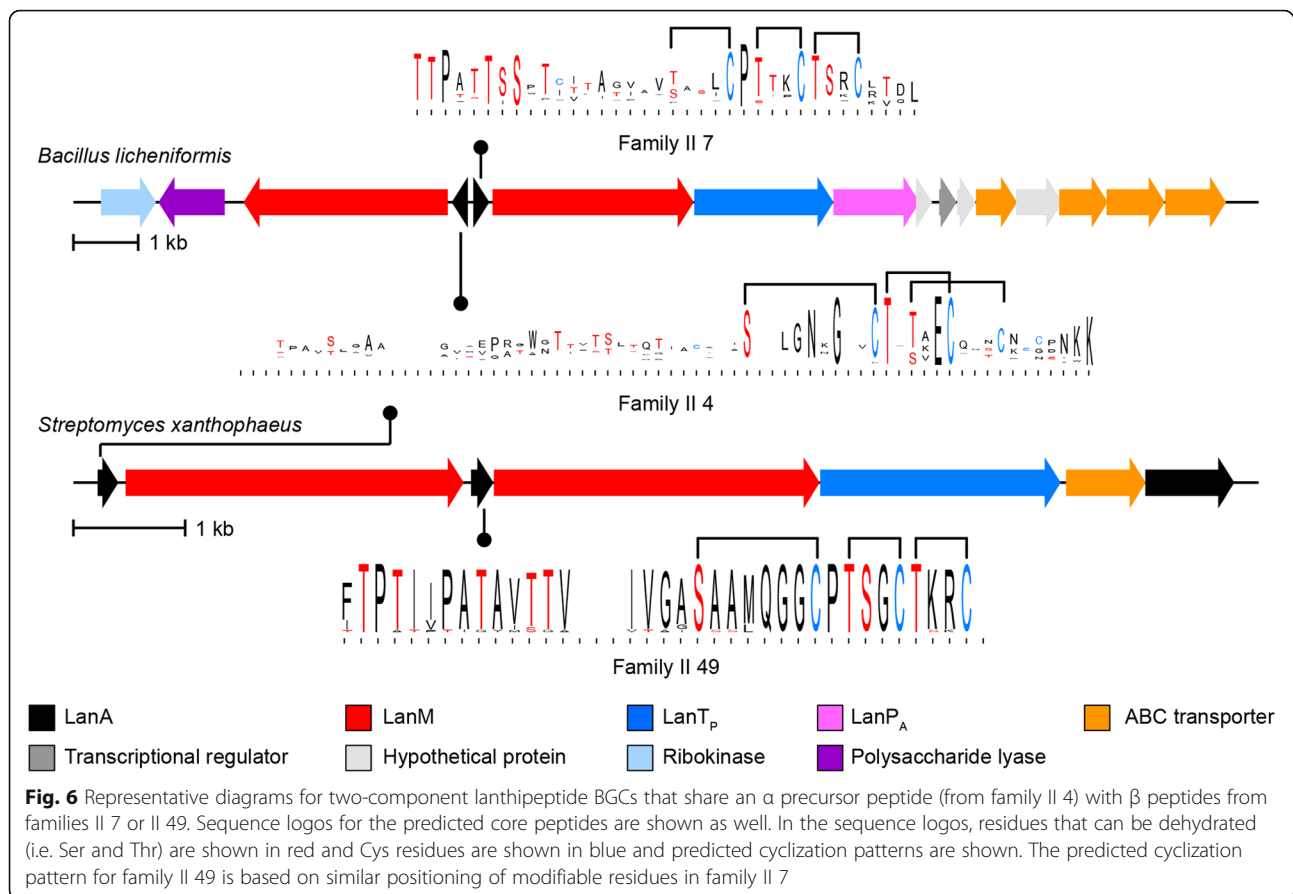 Family II 7
Bacillus licheniformis
1 kb
Family II 4
Streptomyces xanthophaeus
1 kb
Family II 49
LanA
LanM
LanTP
LanPA
ABC transporter
Transcriptional regulator
Hypothetical protein
Ribokinase
Polysaccharide lyase
Fig. 6 Representative diagrams for two-component lanthipeptide BGCs that share an α precursor peptide (from family II 4) with β peptides from
families II 7 or II 49. Sequence logos for the predicted core peptides are shown as well. In the sequence logos, residues that can be dehydrated
(i.e. Ser and Thr) are shown in red and Cys residues are shown in blue and predicted cyclization patterns are shown. The predicted cyclization
pattern for family II 49 is based on similar positioning of modifiable residues in family II 7